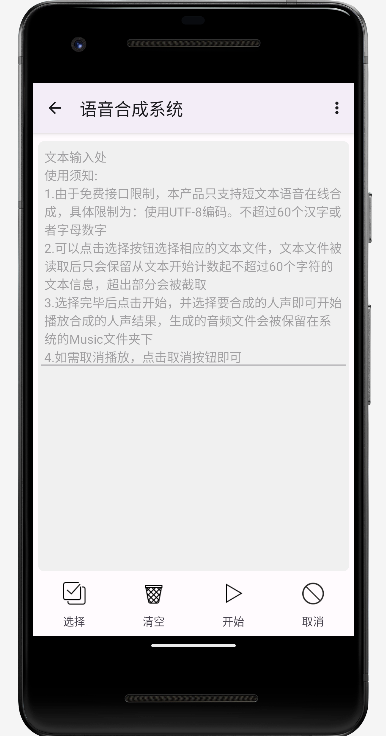 语音合成系统
文本输入处
使用须知:
1.由于免费接口限制，本产品只支持短文本语音在线合
成，具体限制为：使用UTF-8编码。不超过60个汉字或
者字母数字
2.可以点击选择按钮选择相应的文本文件，文本文件被
读取后只会保留从文本开始计数起不超过60个字符的
文本信息，超出部分会被截取
3.选择完毕后点击开始，并选择要合成的人声即可开始
播放合成的人声结果，生成的音频文件会被保留在系
统的Music文件夹下
4.如需取消播放，点击取消按钮即可
选择 清空 开始 取消